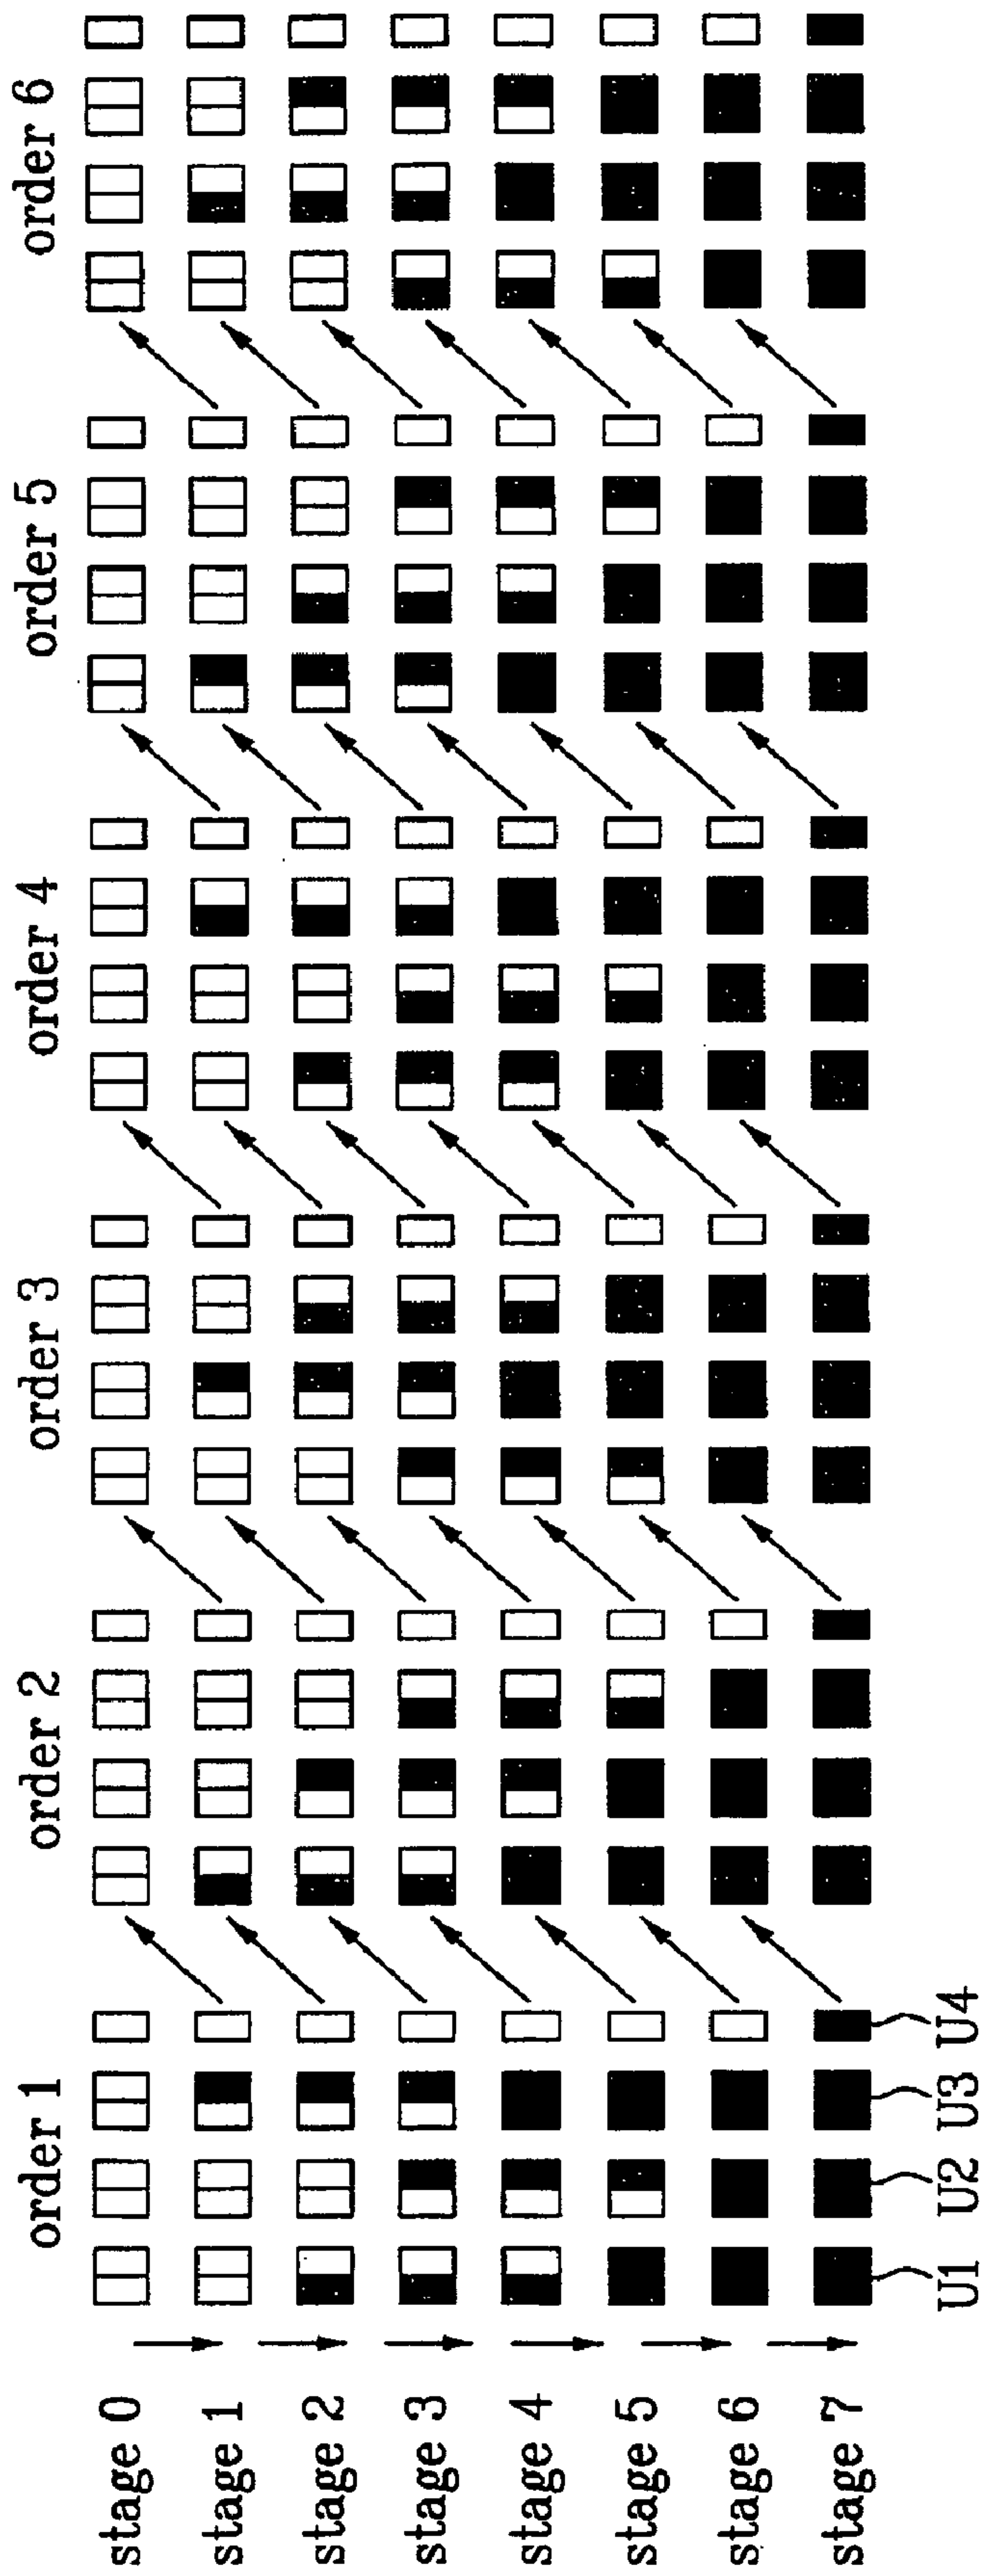 order 1
order 2
order 3
order 4
order 5
order 6
stage 0
stage 1
stage 2
stage 3
stage 4
stage 5
stage 6
stage 7
U1
U2
U3
U4